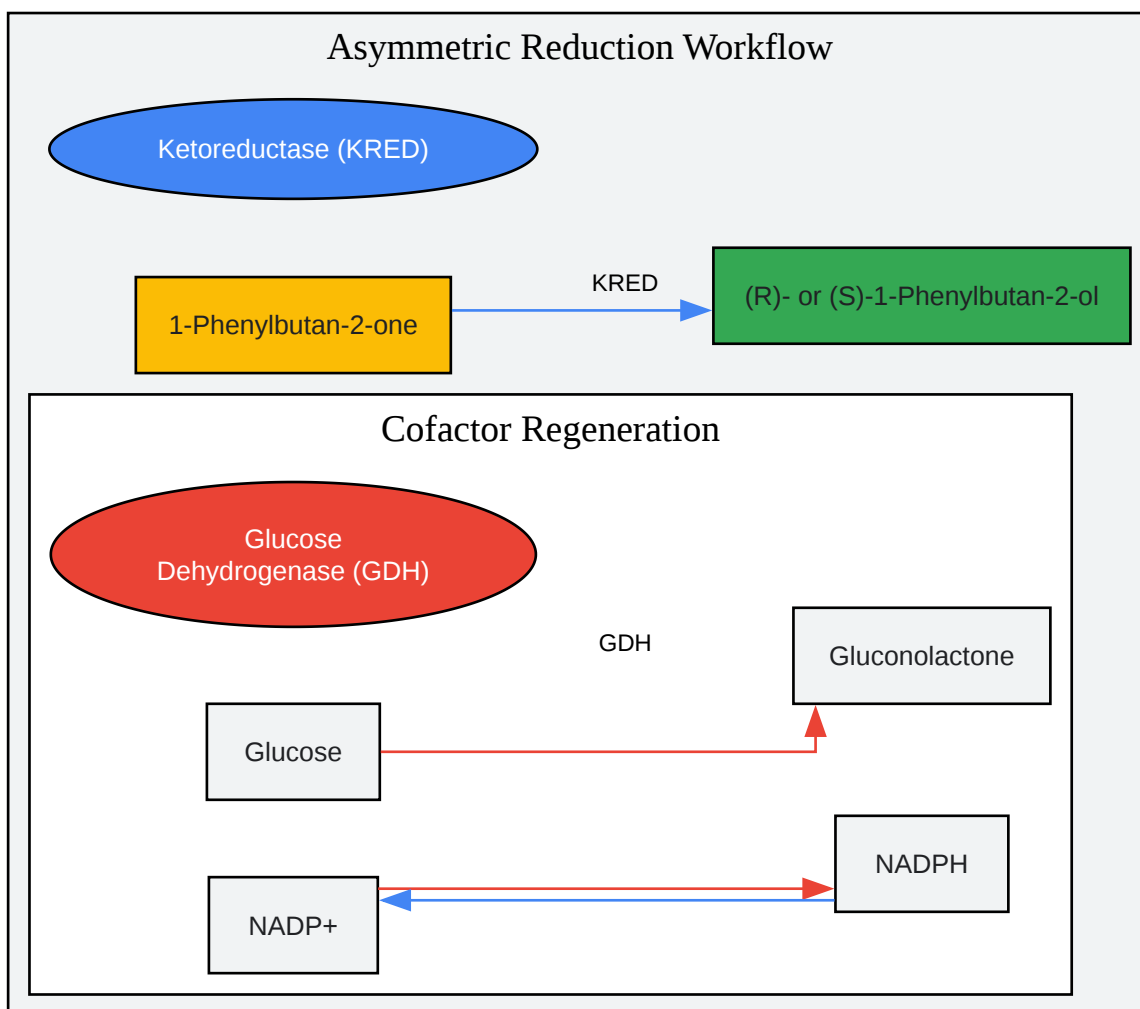 Asymmetric Reduction Workflow
Ketoreductase (KRED)
KRED
(R)- or (S)-1-Phenylbutan-2-ol
1-Phenylbutan-2-one
Cofactor Regeneration
Glucose
Dehydrogenase (GDH)
GDH
Gluconolactone
Glucose
NADPH
NADP+